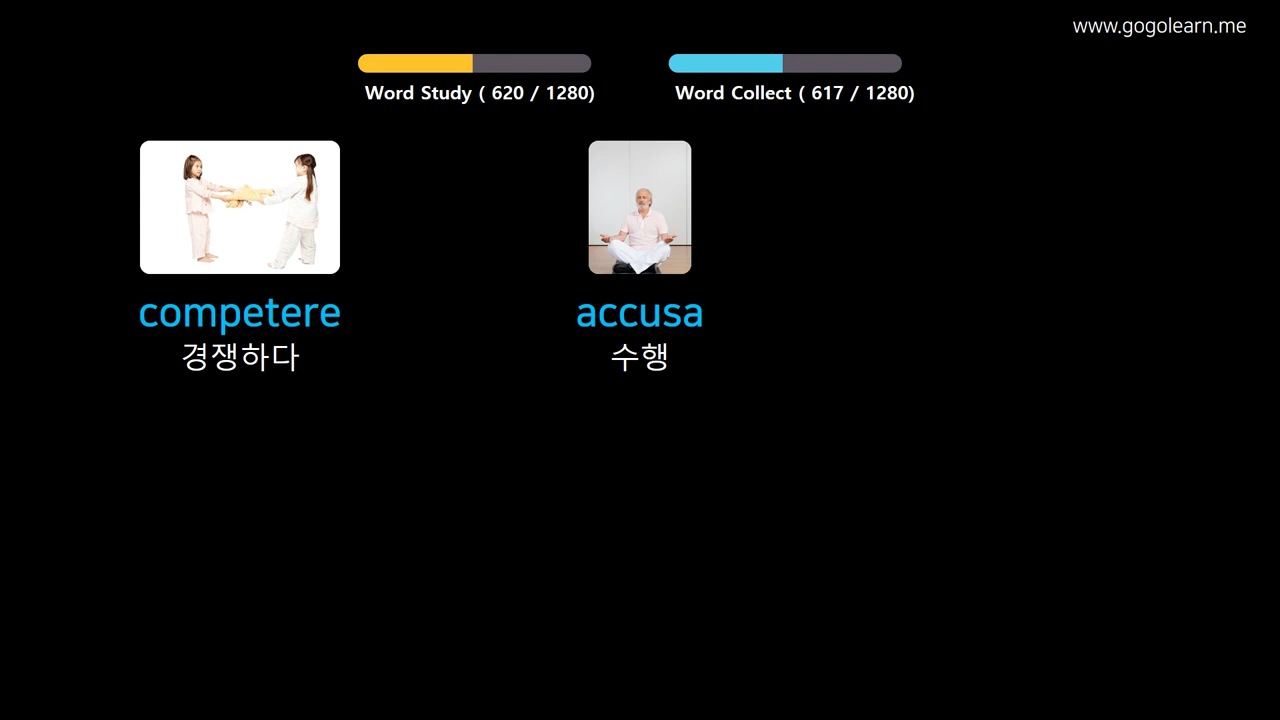 www.gogolearn.me
Word Study ( 620 / 1280)
Word Collect ( 617 / 1280)
competere
경쟁하다
accusa
수행